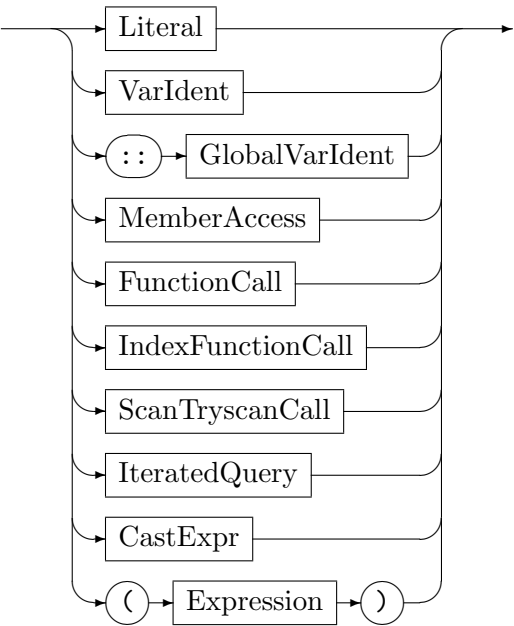 Literal
VarIdent
:: GlobalVarIdent
MemberAccess
FunctionCall
IndexFunctionCall
ScanTryscanCall
IteratedQuery
CastExpr
( Expression )